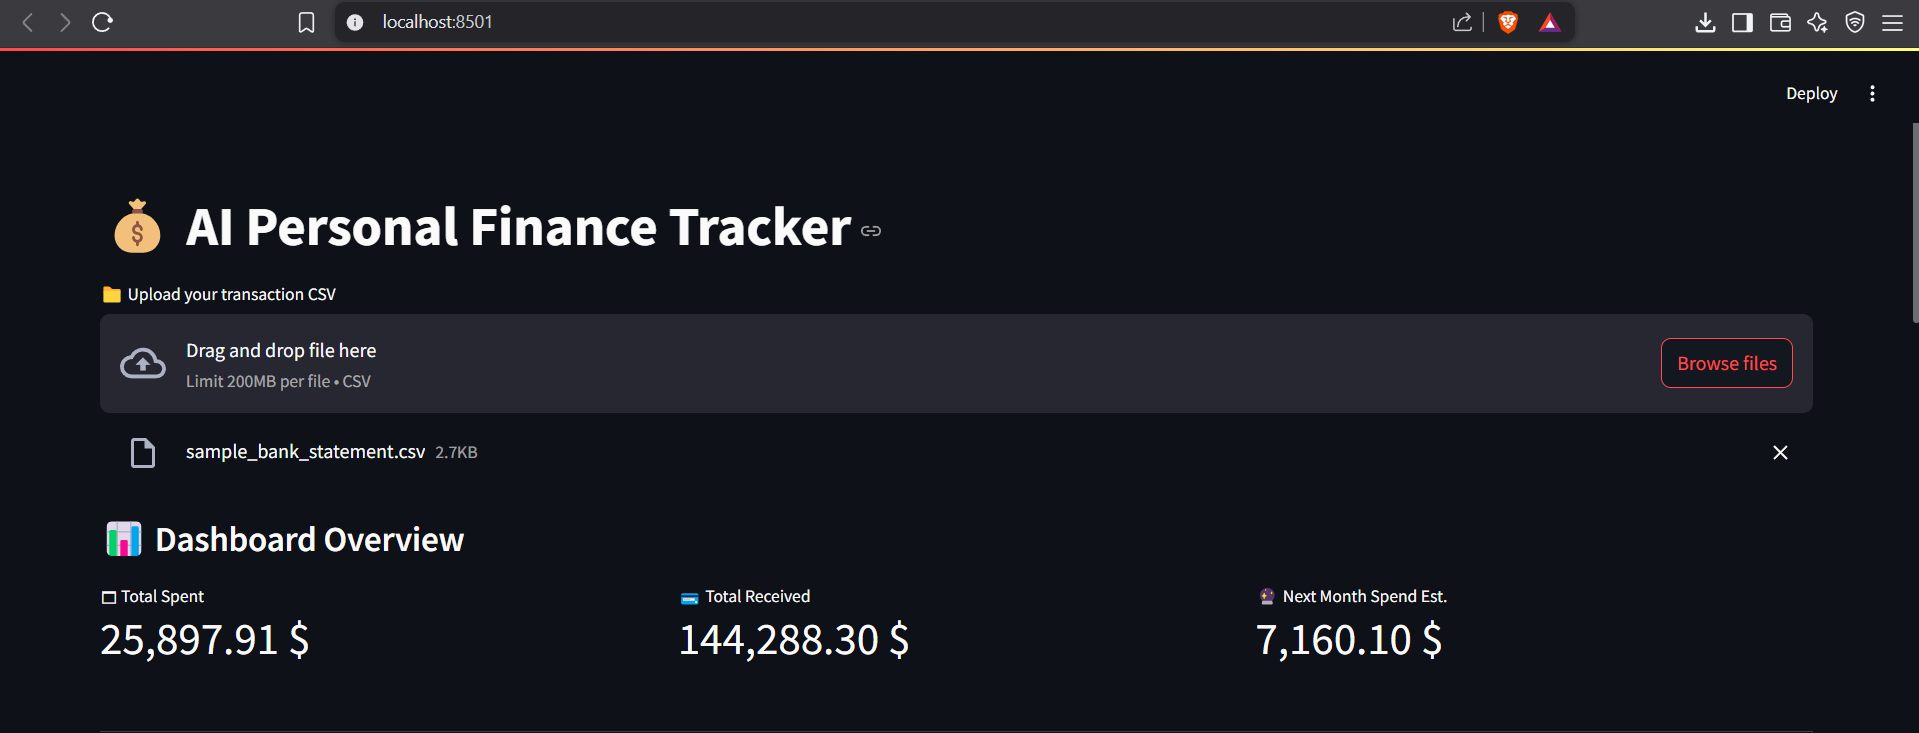 localhost:8501
Deploy
AI Personal Finance Tracker
Upload your transaction CSV
Drag and drop file here
Limit 200MB per file • CSV
Browse files
sample_bank_statement.csv 2.7KB
Dashboard Overview
Total Spent
25,897.91 $
Total Received
144,288.30 $
Next Month Spend Est.
7,160.10 $